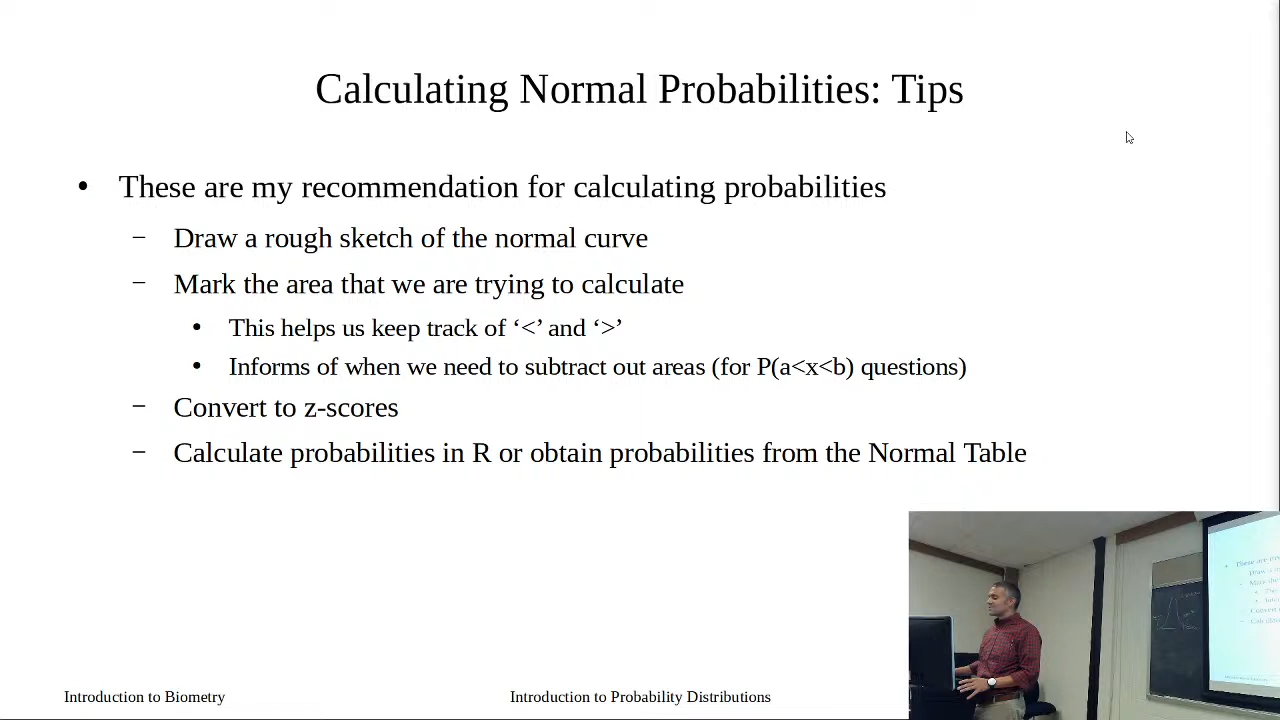 Calculating Normal Probabilities: Tips
• These are my recommendation for calculating probabilities
– Draw a rough sketch of the normal curve
– Mark the area that we are trying to calculate
• This helps us keep track of ‘<’ and ‘>’
• Informs of when we need to subtract out areas (for P(a<x<b) questions)
– Convert to z-scores
– Calculate probabilities in R or obtain probabilities from the Normal Table
Introduction to Biometry
Introduction to Probability Distributions